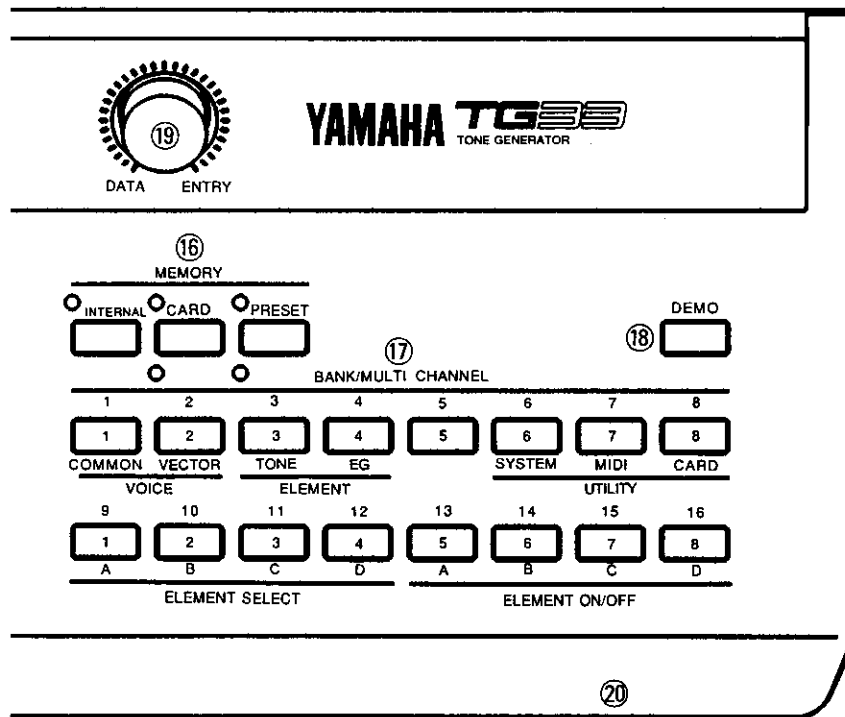 YAMAHA TG33
TONE GENERATOR
⑲
DATA ENTRY
⑯
MEMORY
INTERNAL CARD PRESET
DEMO
⑱
⑰
BANK/MULTI CHANNEL
1 2 3 4 5 6 7 8
1 2 3 4 5 6 7 8
COMMON VECTOR TONE EG SYSTEM MIDI CARD
VOICE ELEMENT UTILITY
9 10 11 12 13 14 15 16
1 2 3 4 5 6 7 8
A B C D A B C D
ELEMENT SELECT ELEMENT ON/OFF
⑳